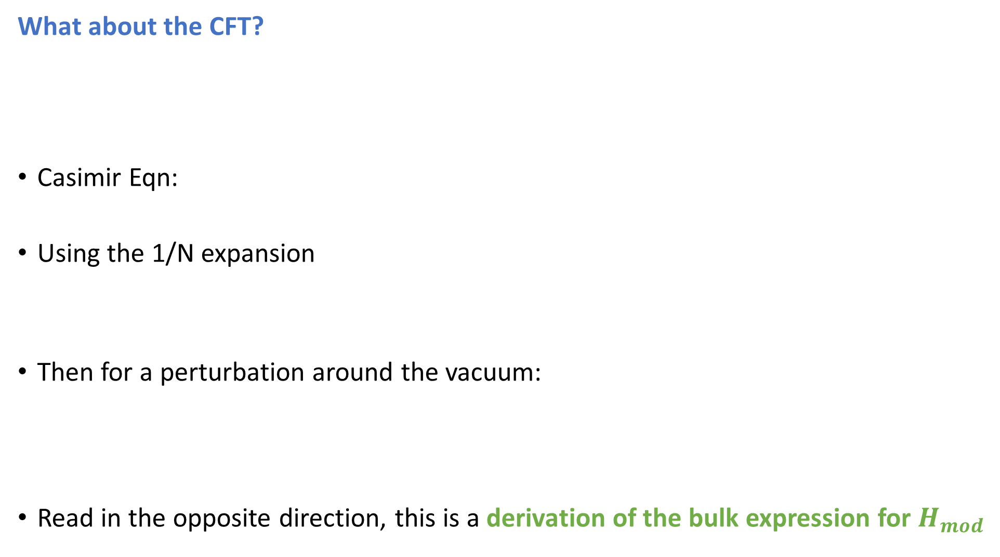 What about the CFT?
• Casimir Eqn:
• Using the 1/N expansion
• Then for a perturbation around the vacuum:
• Read in the opposite direction, this is a derivation of the bulk expression for $H_{mod}$